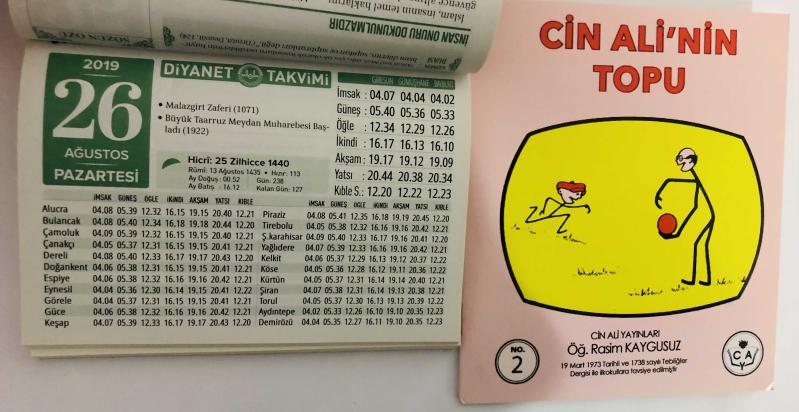 İslam, insanın temel haklarını
İNSAN ONURU DOKUNULMAZDIR
SÖZÜN ÖZÜ
2019
26
AĞUSTOS
PAZARTESİ
DİYANET TAKVİMİ
• Malazgirt Zaferi (1071)
• Büyük Taarruz Meydan Muharebesi Başladı (1922)
Hicrî: 25 Zilhicce 1440
Rûmî: 13 Ağustos 1435 • Hızır: 113
Ay Doğuş: 00.52 Gün: 238
Ay Batış: 16.12 Kalan Gün: 127
GİRESUN GÜMÜŞHANE BAYBURT
İmsak : 04.07 04.04 04.02
Güneş : 05.40 05.36 05.33
Öğle : 12.34 12.29 12.26
İkindi : 16.17 16.13 16.10
Akşam : 19.17 19.12 19.09
Yatsı : 20.44 20.38 20.34
Kıble S.: 12.20 12.22 12.23
İMSAK GÜNEŞ ÖĞLE İKİNDİ AKŞAM YATSI KIBLE
Alucra 04.08 05.39 12.32 16.15 19.15 20.40 12.21
Bulancak 04.08 05.40 12.34 16.18 19.18 20.44 12.20
Çamoluk 04.09 05.39 12.32 16.15 19.15 20.40 12.21
Çanakçı 04.05 05.37 12.31 16.15 19.15 20.41 12.21
Dereli 04.08 05.40 12.33 16.17 19.17 20.43 12.20
Doğankent 04.06 05.38 12.31 16.15 19.15 20.41 12.21
Espiye 04.06 05.38 12.32 16.16 19.16 20.42 12.21
Eynesil 04.04 05.36 12.30 16.14 19.15 20.41 12.22
Görele 04.04 05.37 12.31 16.15 19.15 20.41 12.21
Güce 04.06 05.38 12.32 16.16 19.16 20.42 12.21
Keşap 04.07 05.39 12.33 16.17 19.17 20.43 12.20
İMSAK GÜNEŞ ÖĞLE İKİNDİ AKŞAM YATSI KIBLE
Piraziz 04.08 05.41 12.35 16.18 19.19 20.45 12.20
Tirebolu 04.05 05.38 12.32 16.16 19.16 20.42 12.21
Ş.karahisar 04.09 05.40 12.33 16.17 19.16 20.41 12.21
Yağlıdere 04.07 05.39 12.33 16.16 19.16 20.42 12.21
Kelkit 04.06 05.37 12.29 16.13 19.12 20.37 12.22
Köse 04.05 05.36 12.28 16.12 19.11 20.36 12.22
Kürtün 04.05 05.37 12.31 16.14 19.14 20.40 12.21
Şiran 04.07 05.38 12.31 16.14 19.13 20.38 12.21
Torul 04.05 05.37 12.30 16.13 19.13 20.39 12.22
Aydıntepe 04.02 05.33 12.26 16.10 19.10 20.35 12.23
Demirözü 04.04 05.35 12.27 16.11 19.10 20.35 12.23
CİN ALİ'NİN
TOPU
CİN ALİ YAYINLARI
Öğ. Rasim KAYGUSUZ
19 Mart 1973 Tarihli ve 1738 sayılı Tebliğler
Dergisi ile ilkokullara tavsiye edilmiştir
NO.
2
C A
Y